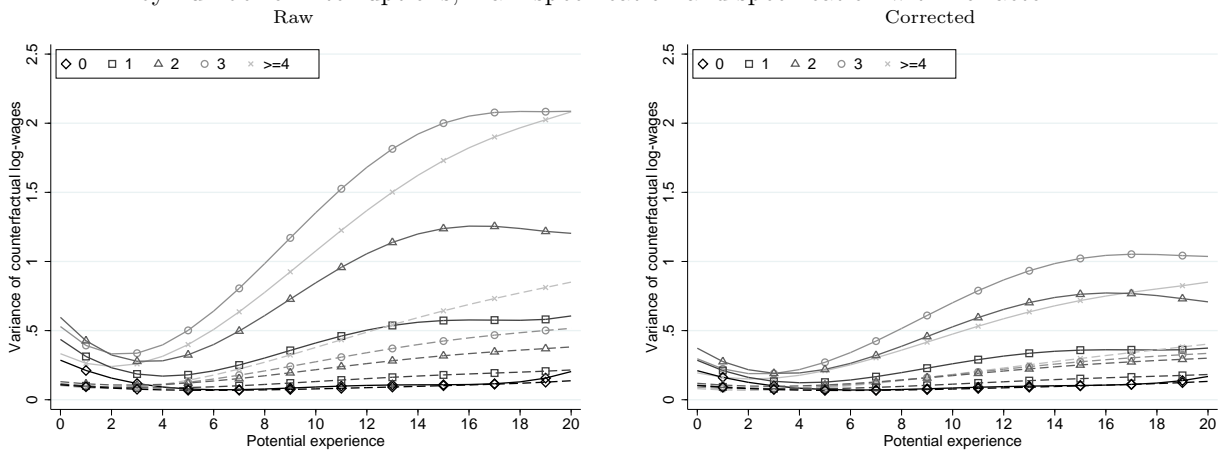 Raw
Corrected
0 1 2 3 >=4
0 1 2 3 >=4
Variance of counterfactual log-wages
0 .5 1 1.5 2 2.5
0 2 4 6 8 10 12 14 16 18 20
Potential experience
Variance of counterfactual log-wages
0 .5 1 1.5 2 2.5
0 2 4 6 8 10 12 14 16 18 20
Potential experience